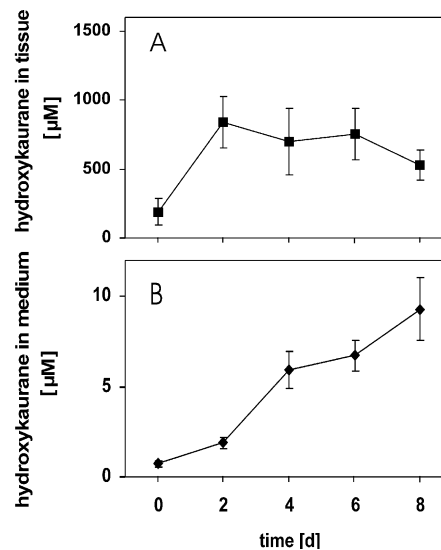 hydroxykaurane in tissue
[µM]
A
1500
1000
500
0
hydroxykaurane in medium
[µM]
B
10
5
0
0 2 4 6 8
time [d]